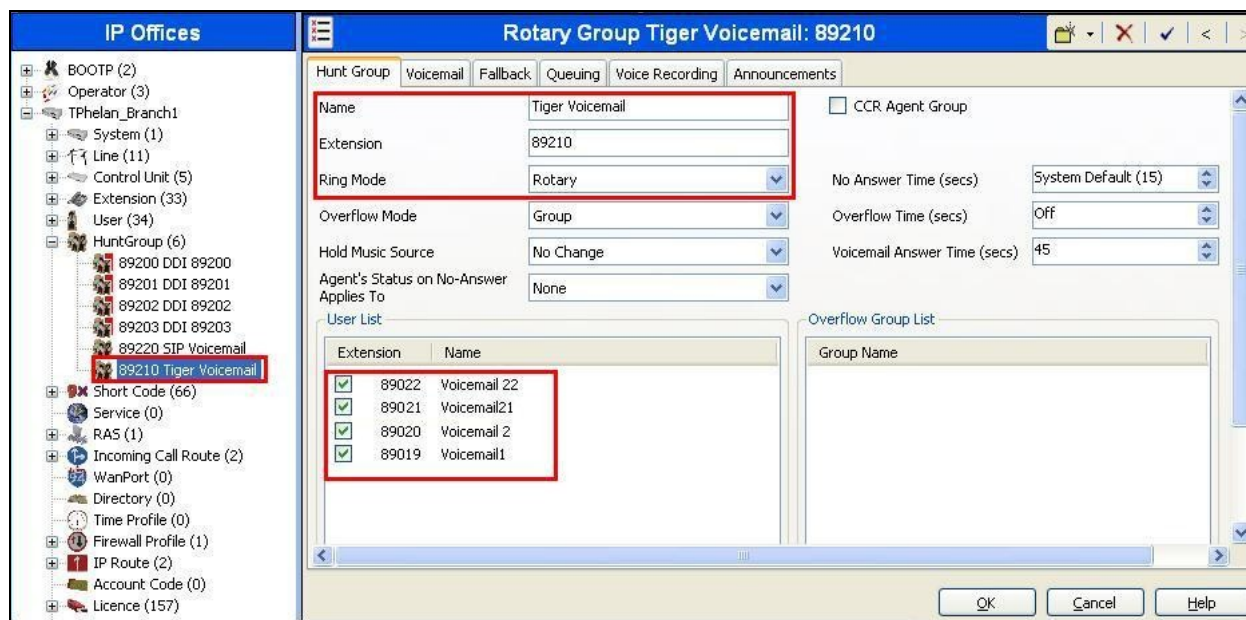 IP Offices
BOOTP (2)
Operator (3)
TPhelan_Branch1
System (1)
Line (11)
Control Unit (5)
Extension (33)
User (34)
HuntGroup (6)
89200 DDI 89200
89201 DDI 89201
89202 DDI 89202
89203 DDI 89203
89220 SIP Voicemail
89210 Tiger Voicemail
Short Code (66)
Service (0)
RAS (1)
Incoming Call Route (2)
WanPort (0)
Directory (0)
Time Profile (0)
Firewall Profile (1)
IP Route (2)
Account Code (0)
Licence (157)
Rotary Group Tiger Voicemail: 89210
Hunt Group Voicemail Fallback Queuing Voice Recording Announcements
Name Tiger Voicemail CCR Agent Group
Extension 89210
Ring Mode Rotary No Answer Time (secs) System Default (15)
Overflow Mode Group Overflow Time (secs) Off
Hold Music Source No Change Voicemail Answer Time (secs) 45
Agent's Status on No-Answer
Applies To None
User List Overflow Group List
Extension Name Group Name
89022 Voicemail 22
89021 Voicemail21
89020 Voicemail 2
89019 Voicemail1
OK Cancel Help